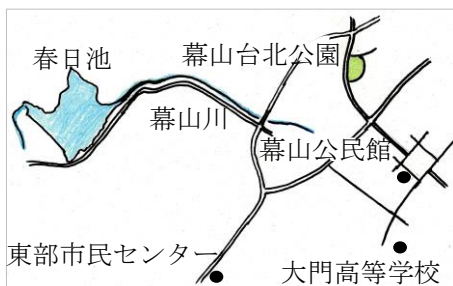 春日池
幕山台北公園
幕山川
幕山公民館
東部市民センター
大門高等学校